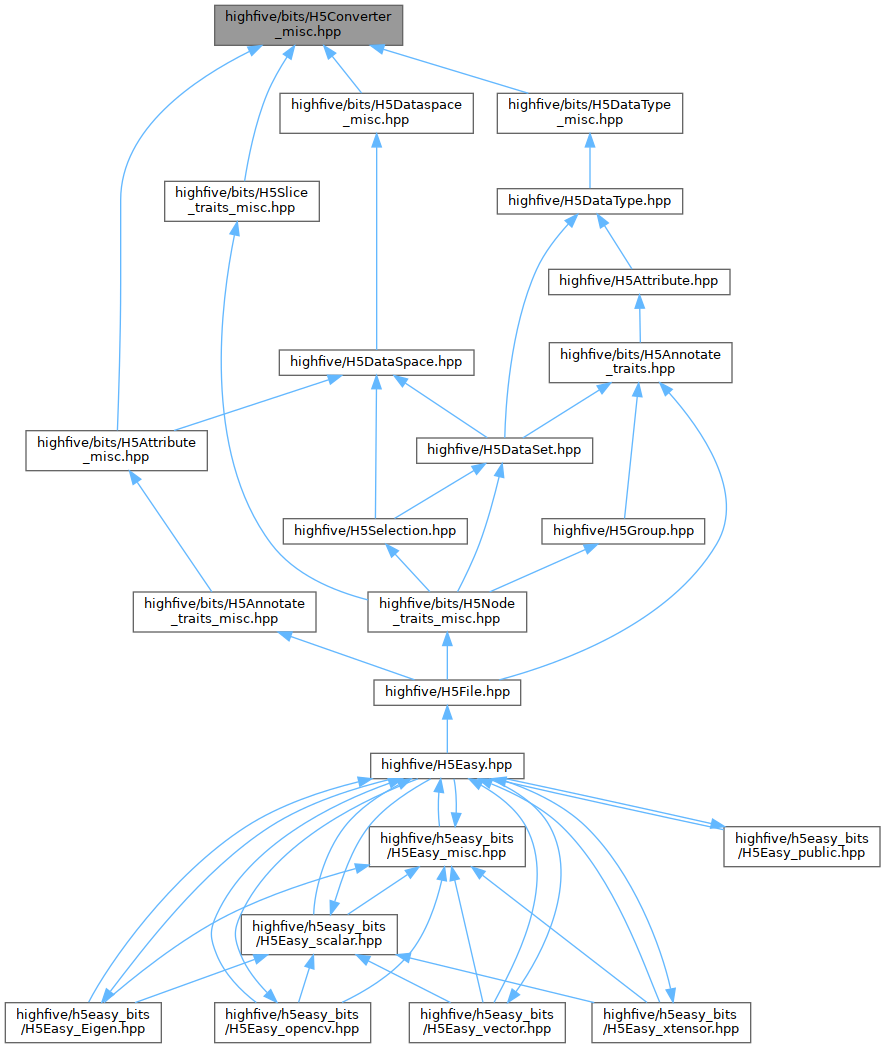 highfive/bits/H5Converter
_misc.hpp
highfive/bits/H5Dataspace
_misc.hpp
highfive/bits/H5DataType
_misc.hpp
highfive/bits/H5Slice
_traits_misc.hpp
highfive/H5DataType.hpp
highfive/H5Attribute.hpp
highfive/H5DataSpace.hpp
highfive/bits/H5Annotate
_traits.hpp
highfive/bits/H5Attribute
_misc.hpp
highfive/H5DataSet.hpp
highfive/H5Selection.hpp
highfive/H5Group.hpp
highfive/bits/H5Annotate
_traits_misc.hpp
highfive/bits/H5Node
_traits_misc.hpp
highfive/H5File.hpp
highfive/H5Easy.hpp
highfive/h5easy_bits
/H5Easy_misc.hpp
highfive/h5easy_bits
/H5Easy_public.hpp
highfive/h5easy_bits
/H5Easy_scalar.hpp
highfive/h5easy_bits
/H5Easy_Eigen.hpp
highfive/h5easy_bits
/H5Easy_opencv.hpp
highfive/h5easy_bits
/H5Easy_vector.hpp
highfive/h5easy_bits
/H5Easy_xtensor.hpp